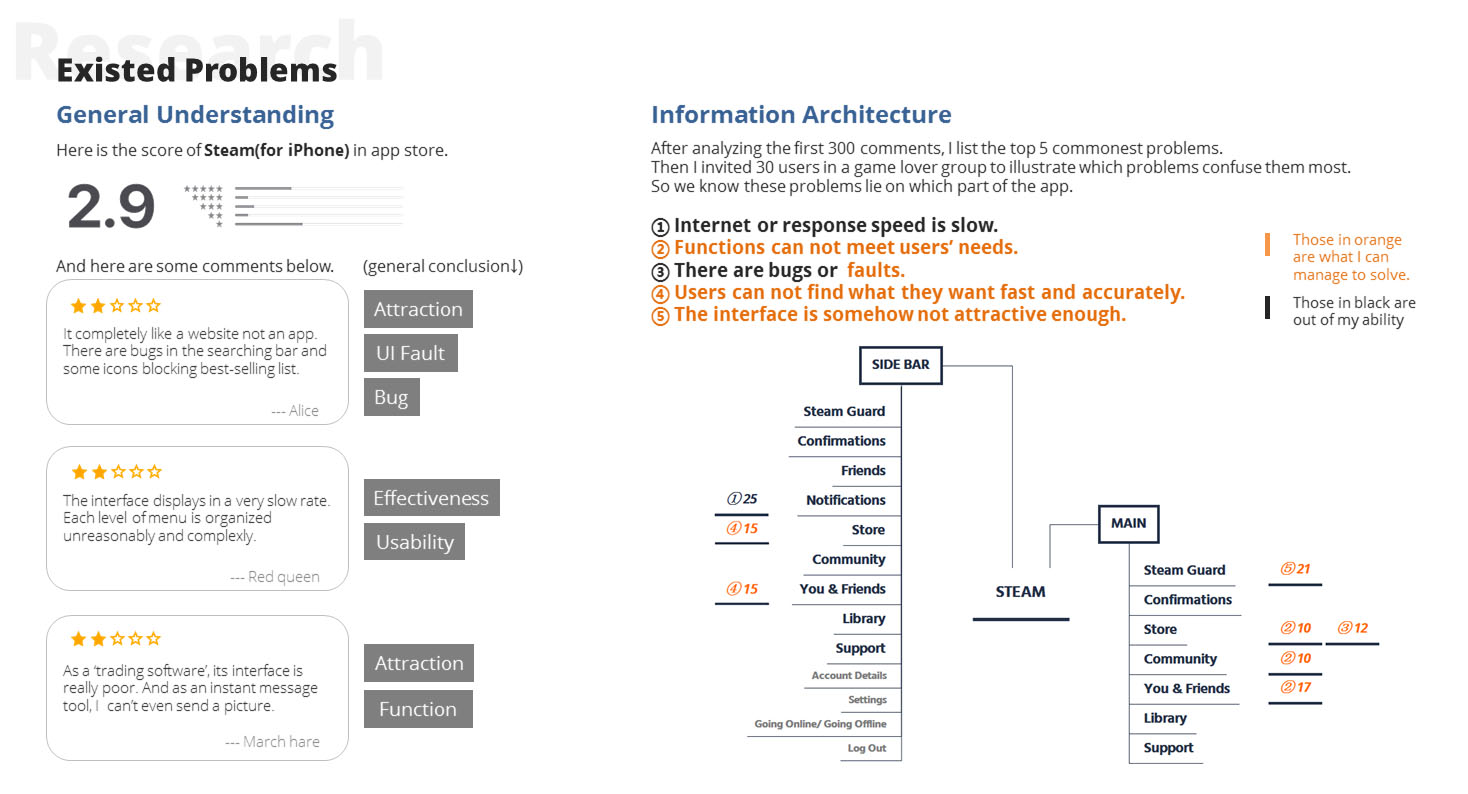 Research
Existed Problems
General Understanding
Here is the score of Steam(for iPhone) in app store.
2.9
★★★★★
★★★★
★★★
★★
★
And here are some comments below. (general conclusion↓)
★★☆☆☆
It completely like a website not an app.
There are bugs in the searching bar and
some icons blocking best-selling list.
--- Alice
Attraction
UI Fault
Bug
★★☆☆☆
The interface displays in a very slow rate.
Each level of menu is organized
unreasonably and complexly.
--- Red queen
Effectiveness
Usability
★★☆☆☆
As a ‘trading software’, its interface is
really poor. And as an instant message
tool, I can’t even send a picture.
--- March hare
Attraction
Function
Information Architecture
After analyzing the first 300 comments, I list the top 5 commonest problems.
Then I invited 30 users in a game lover group to illustrate which problems confuse them most.
So we know these problems lie on which part of the app.
① Internet or response speed is slow.
② Functions can not meet users’ needs.
③ There are bugs or faults.
④ Users can not find what they want fast and accurately.
⑤ The interface is somehow not attractive enough.
Those in orange
are what I can
manage to solve.
Those in black are
out of my ability
SIDE BAR
Steam Guard
Confirmations
Friends
①25 Notifications
④15 Store
Community
④15 You & Friends
Library
Support
Account Details
Settings
Going Online/ Going Offline
Log Out
STEAM
MAIN
Steam Guard ⑤21
Confirmations
Store ②10 ③12
Community ②10
You & Friends ②17
Library
Support